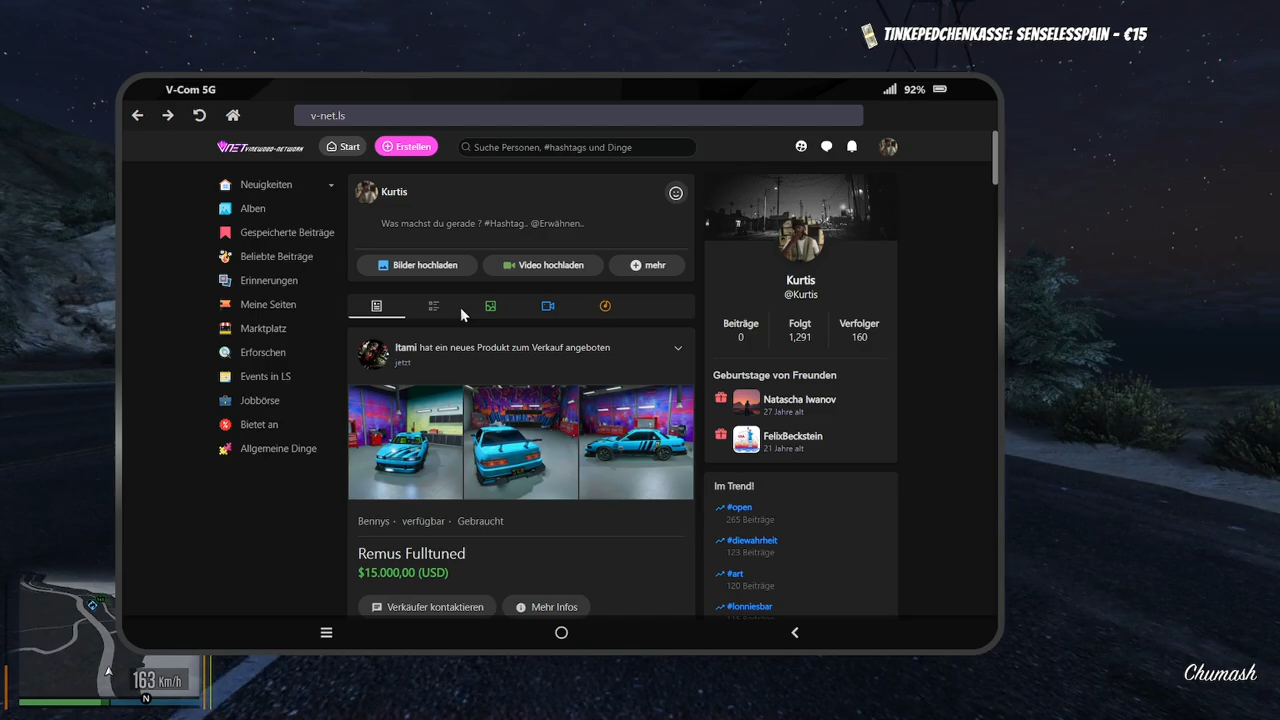 TINKEPEDCHENKASSE: SENSELESSPAIN - €15
V-Com 5G
92%
v-net.ls
VNET VINEWOOD-NETWORK
Start
Erstellen
Suche Personen, #hashtags und Dinge
Neuigkeiten
Alben
Gespeicherte Beiträge
Beliebte Beiträge
Erinnerungen
Meine Seiten
Marktplatz
Erforschen
Events in LS
Jobbörse
Bietet an
Allgemeine Dinge
Kurtis
Was machst du gerade ? #Hashtag.. @Erwähnen..
Bilder hochladen
Video hochladen
mehr
Itami hat ein neues Produkt zum Verkauf angeboten
jetzt
Bennys · verfügbar · Gebraucht
Remus Fulltuned
$15.000,00 (USD)
Verkäufer kontaktieren
Mehr Infos
Kurtis
@Kurtis
Beiträge Folgt Verfolger
0 1,291 160
Geburtstage von Freunden
Natascha Iwanov
27 Jahre alt
FelixBeckstein
21 Jahre alt
Im Trend!
#open
265 Beiträge
#diewahrheit
123 Beiträge
#art
120 Beiträge
#lonniesbar
163 Km/h
N
Chumash